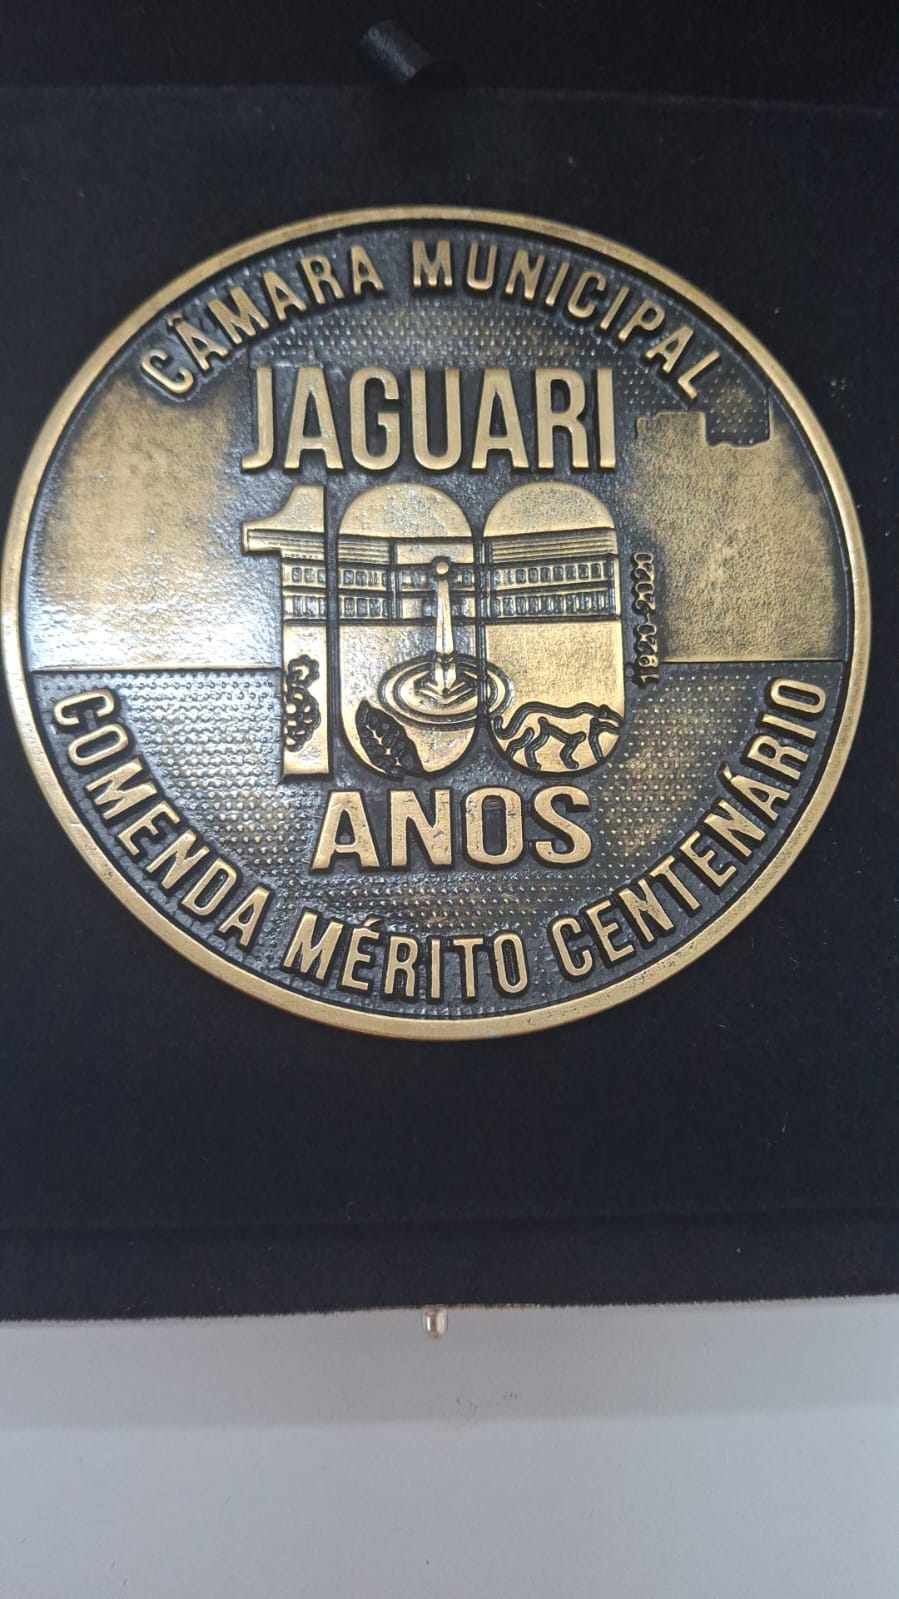 CÂMARA MUNICIPAL
JAGUARI
100
1920-2020
ANOS
COMENDA MÉRITO CENTENÁRIO